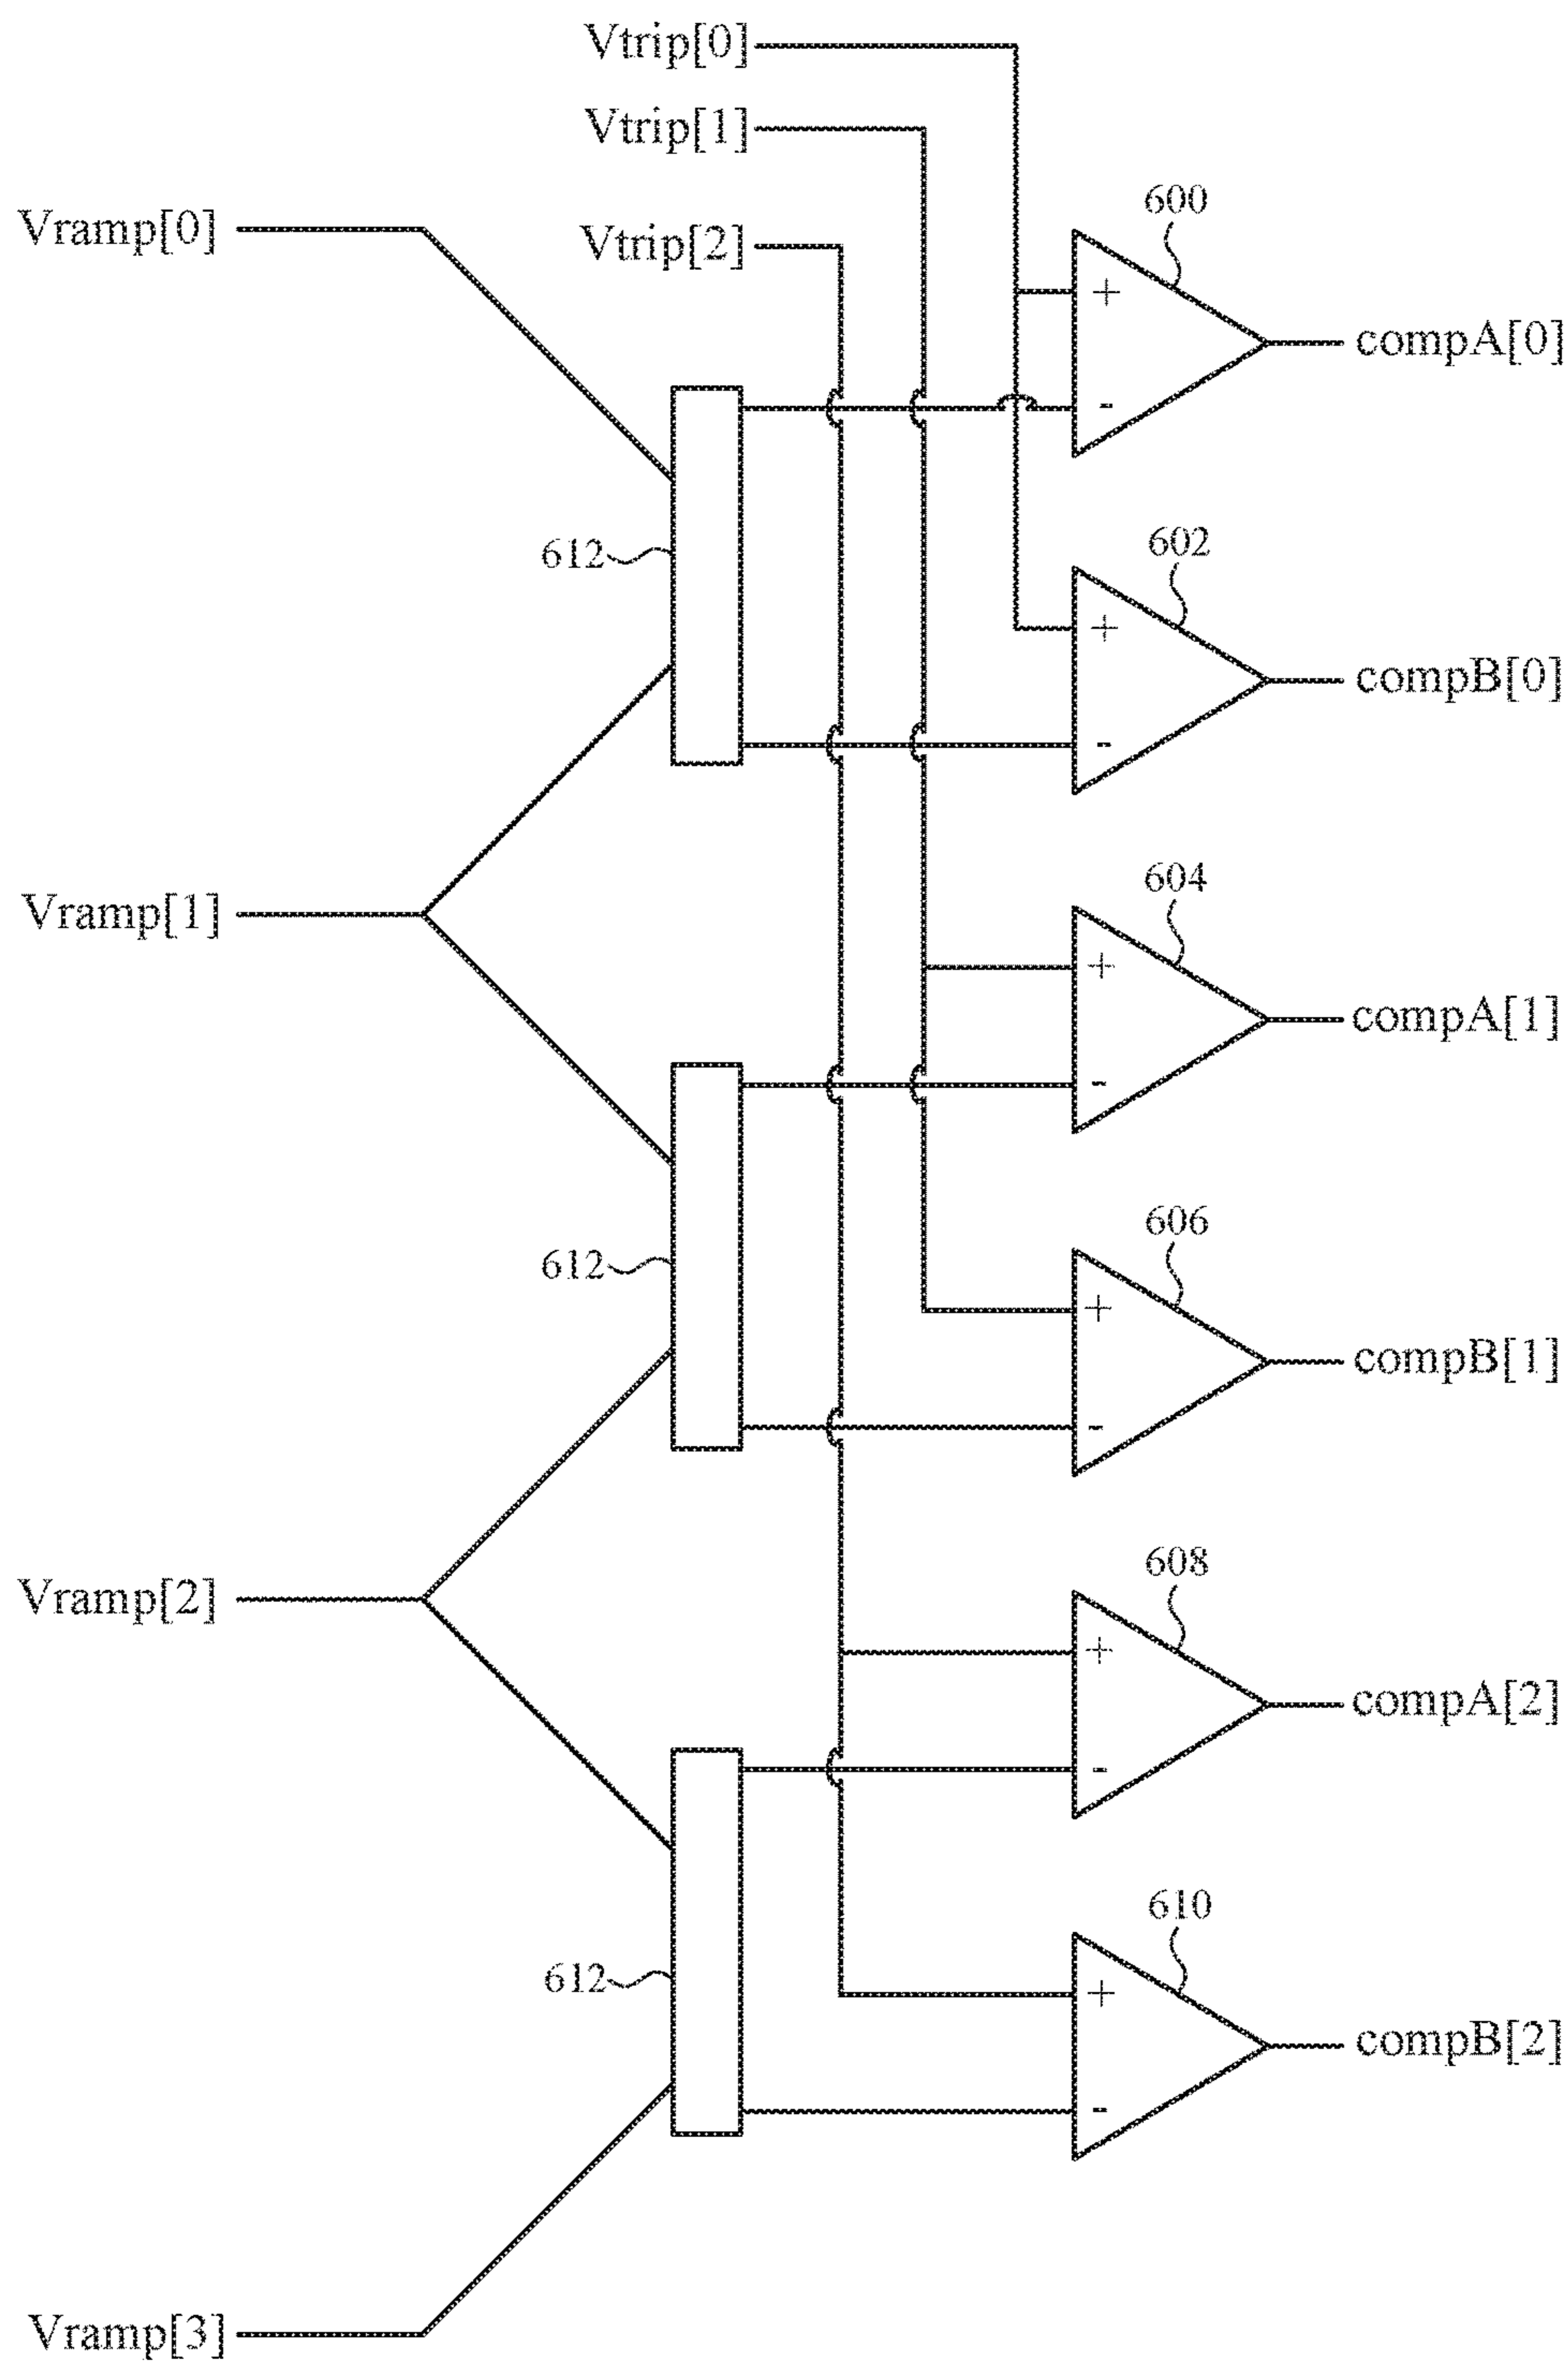 Vtrip[0]
Vtrip[1]
Vramp[0]
Vtrip[2]
600
+
compA[0]
-
612
602
+
compB[0]
-
Vramp[1]
604
+
compA[1]
-
612
606
+
compB[1]
-
Vramp[2]
608
+
compA[2]
-
612
610
+
compB[2]
-
Vramp[3]